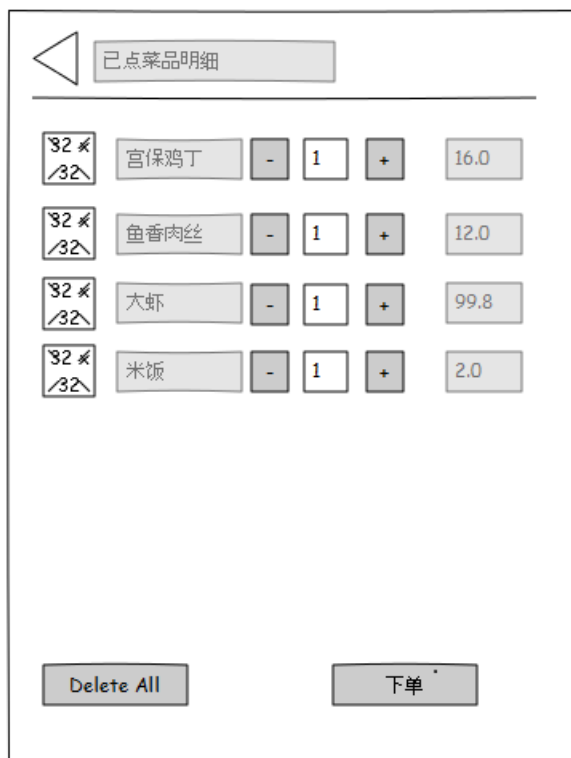 已点菜品明细
32 x 32 宫保鸡丁 - 1 + 16.0
32 x 32 鱼香肉丝 - 1 + 12.0
32 x 32 大虾 - 1 + 99.8
32 x 32 米饭 - 1 + 2.0
Delete All 下单